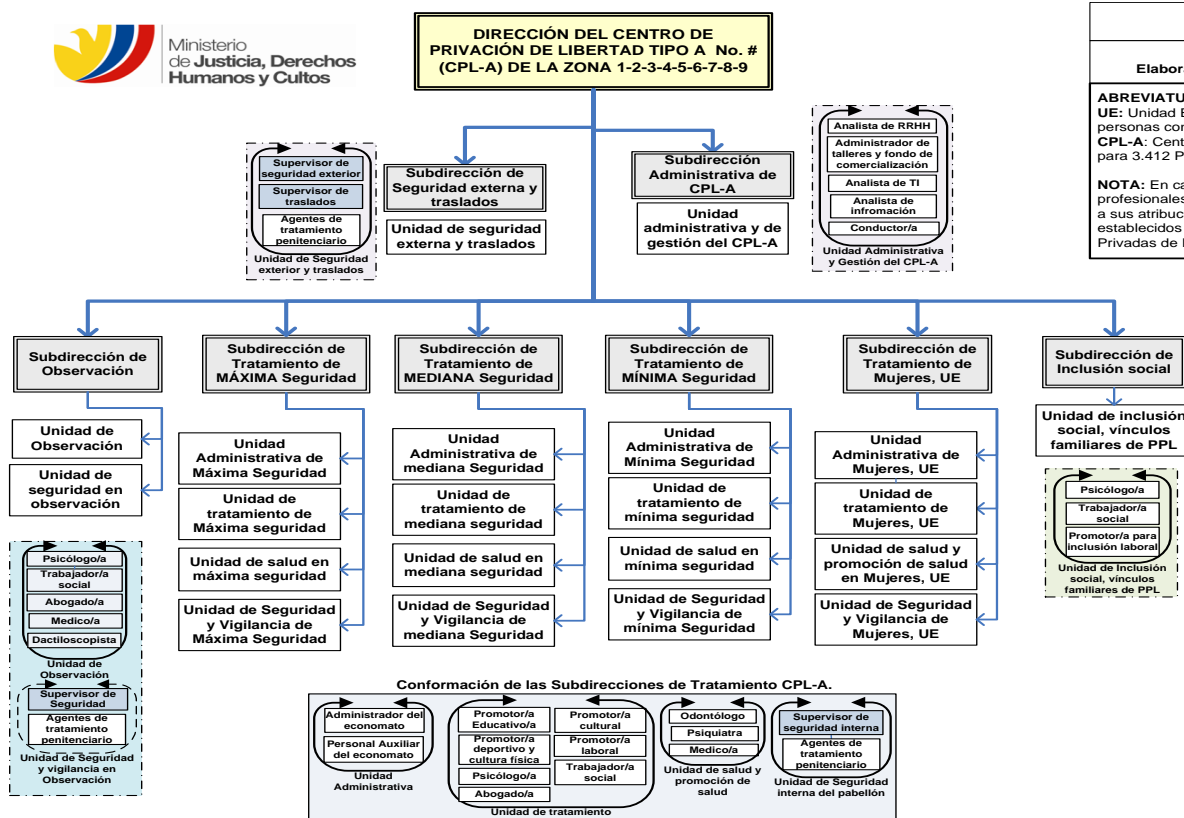 Ministerio
de Justicia, Derechos
Humanos y Cultos
DIRECCIÓN DEL CENTRO DE
PRIVACIÓN DE LIBERTAD TIPO A No. #
(CPL-A) DE LA ZONA 1-2-3-4-5-6-7-8-9
ABREVIATU
UE: Unidad E
personas con
CPL-A: Cent
para 3.412 P
NOTA: En ca
profesionales
a sus atribuc
establecidos
Privadas de
Supervisor de
seguridad exterior
Supervisor de
traslados
Agentes de
tratamiento
penitenciario
Unidad de Seguridad
exterior y traslados
Subdirección de
Seguridad externa y
traslados
Unidad de seguridad
externa y traslados
Subdirección
Administrativa de
CPL-A
Unidad
administrativa y de
gestión del CPL-A
Analista de RRHH
Administrador de
talleres y fondo de
comercialización
Analista de TI
Analista de
infromación
Conductor/a
Unidad Administrativa
y Gestión del CPL-A
Subdirección de
Observación
Unidad de
Observación
Unidad de
seguridad en
observación
Subdirección de
Tratamiento de
MÁXIMA Seguridad
Unidad
Administrativa de
Máxima Seguridad
Unidad de
tratamiento de
Máxima seguridad
Unidad de salud en
máxima seguridad
Unidad de Seguridad
y Vigilancia de
Máxima Seguridad
Subdirección de
Tratamiento de
MEDIANA Seguridad
Unidad
Administrativa de
mediana Seguridad
Unidad de
tratamiento de
mediana seguridad
Unidad de salud en
mediana seguridad
Unidad de Seguridad
y Vigilancia de
mediana Seguridad
Subdirección de
Tratamiento de
MÍNIMA Seguridad
Unidad
Administrativa de
Mínima Seguridad
Unidad de
tratamiento de
mínima seguridad
Unidad de salud en
mínima seguridad
Unidad de Seguridad
y Vigilancia de
mínima Seguridad
Subdirección de
Tratamiento de
Mujeres, UE
Unidad
Administrativa de
Mujeres, UE
Unidad de
tratamiento de
Mujeres, UE
Unidad de salud y
promoción de salud
en Mujeres, UE
Unidad de Seguridad
y Vigilancia de
Mujeres, UE
Subdirección de
Inclusión social
Unidad de inclusión
social, vínculos
familiares de PPL
Psicólogo/a
Trabajador/a
social
Promotor/a para
inclusión laboral
Unidad de Inclusión
social, vínculos
familiares de PPL
Psicólogo/a
Trabajador/a
social
Abogado/a
Medico/a
Dactiloscopista
Unidad de
Observación
Supervisor de
Seguridad
Agentes de
tratamiento
penitenciario
Unidad de Seguridad
y vigilancia en
Observación
Conformación de las Subdirecciones de Tratamiento CPL-A.
Administrador del
economato
Personal Auxiliar
del economato
Unidad
Administrativa
Promotor/a
Educativo/a
Promotor/a
deportivo y
cultura física
Psicólogo/a
Abogado/a
Promotor/a
cultural
Promotor/a
laboral
Trabajador/a
social
Unidad de tratamiento
Odontólogo
Psiquiatra
Medico/a
Unidad de salud y
promoción de
salud
Supervisor de
seguridad interna
Agentes de
tratamiento
penitenciario
Unidad de Seguridad
interna del pabellón